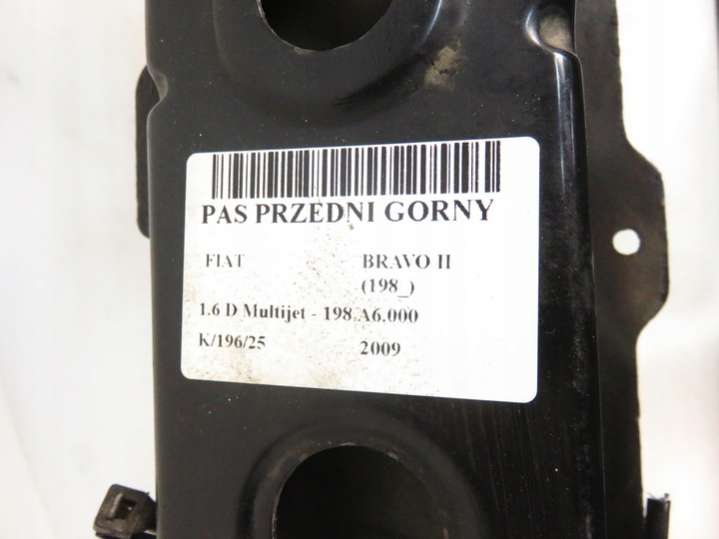 PAS PRZEDNI GORNY
FIAT BRAVO II
(198_)
1.6 D Multijet - 198.A6.000
K/196/25 2009